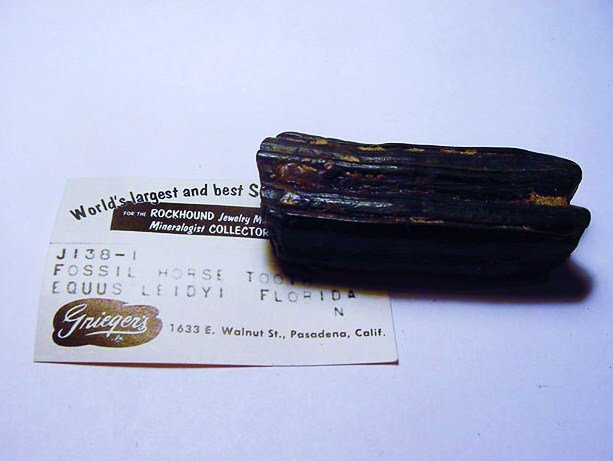 World's largest and best S
FOR THE ROCKHOUND Jewelry M
Mineralogist COLLECTOR
J138-1
FOSSIL HORSE TOOT
EQUUS LEIDYI FLORIDA
N
Griegers
1633 E. Walnut St., Pasadena, Calif.